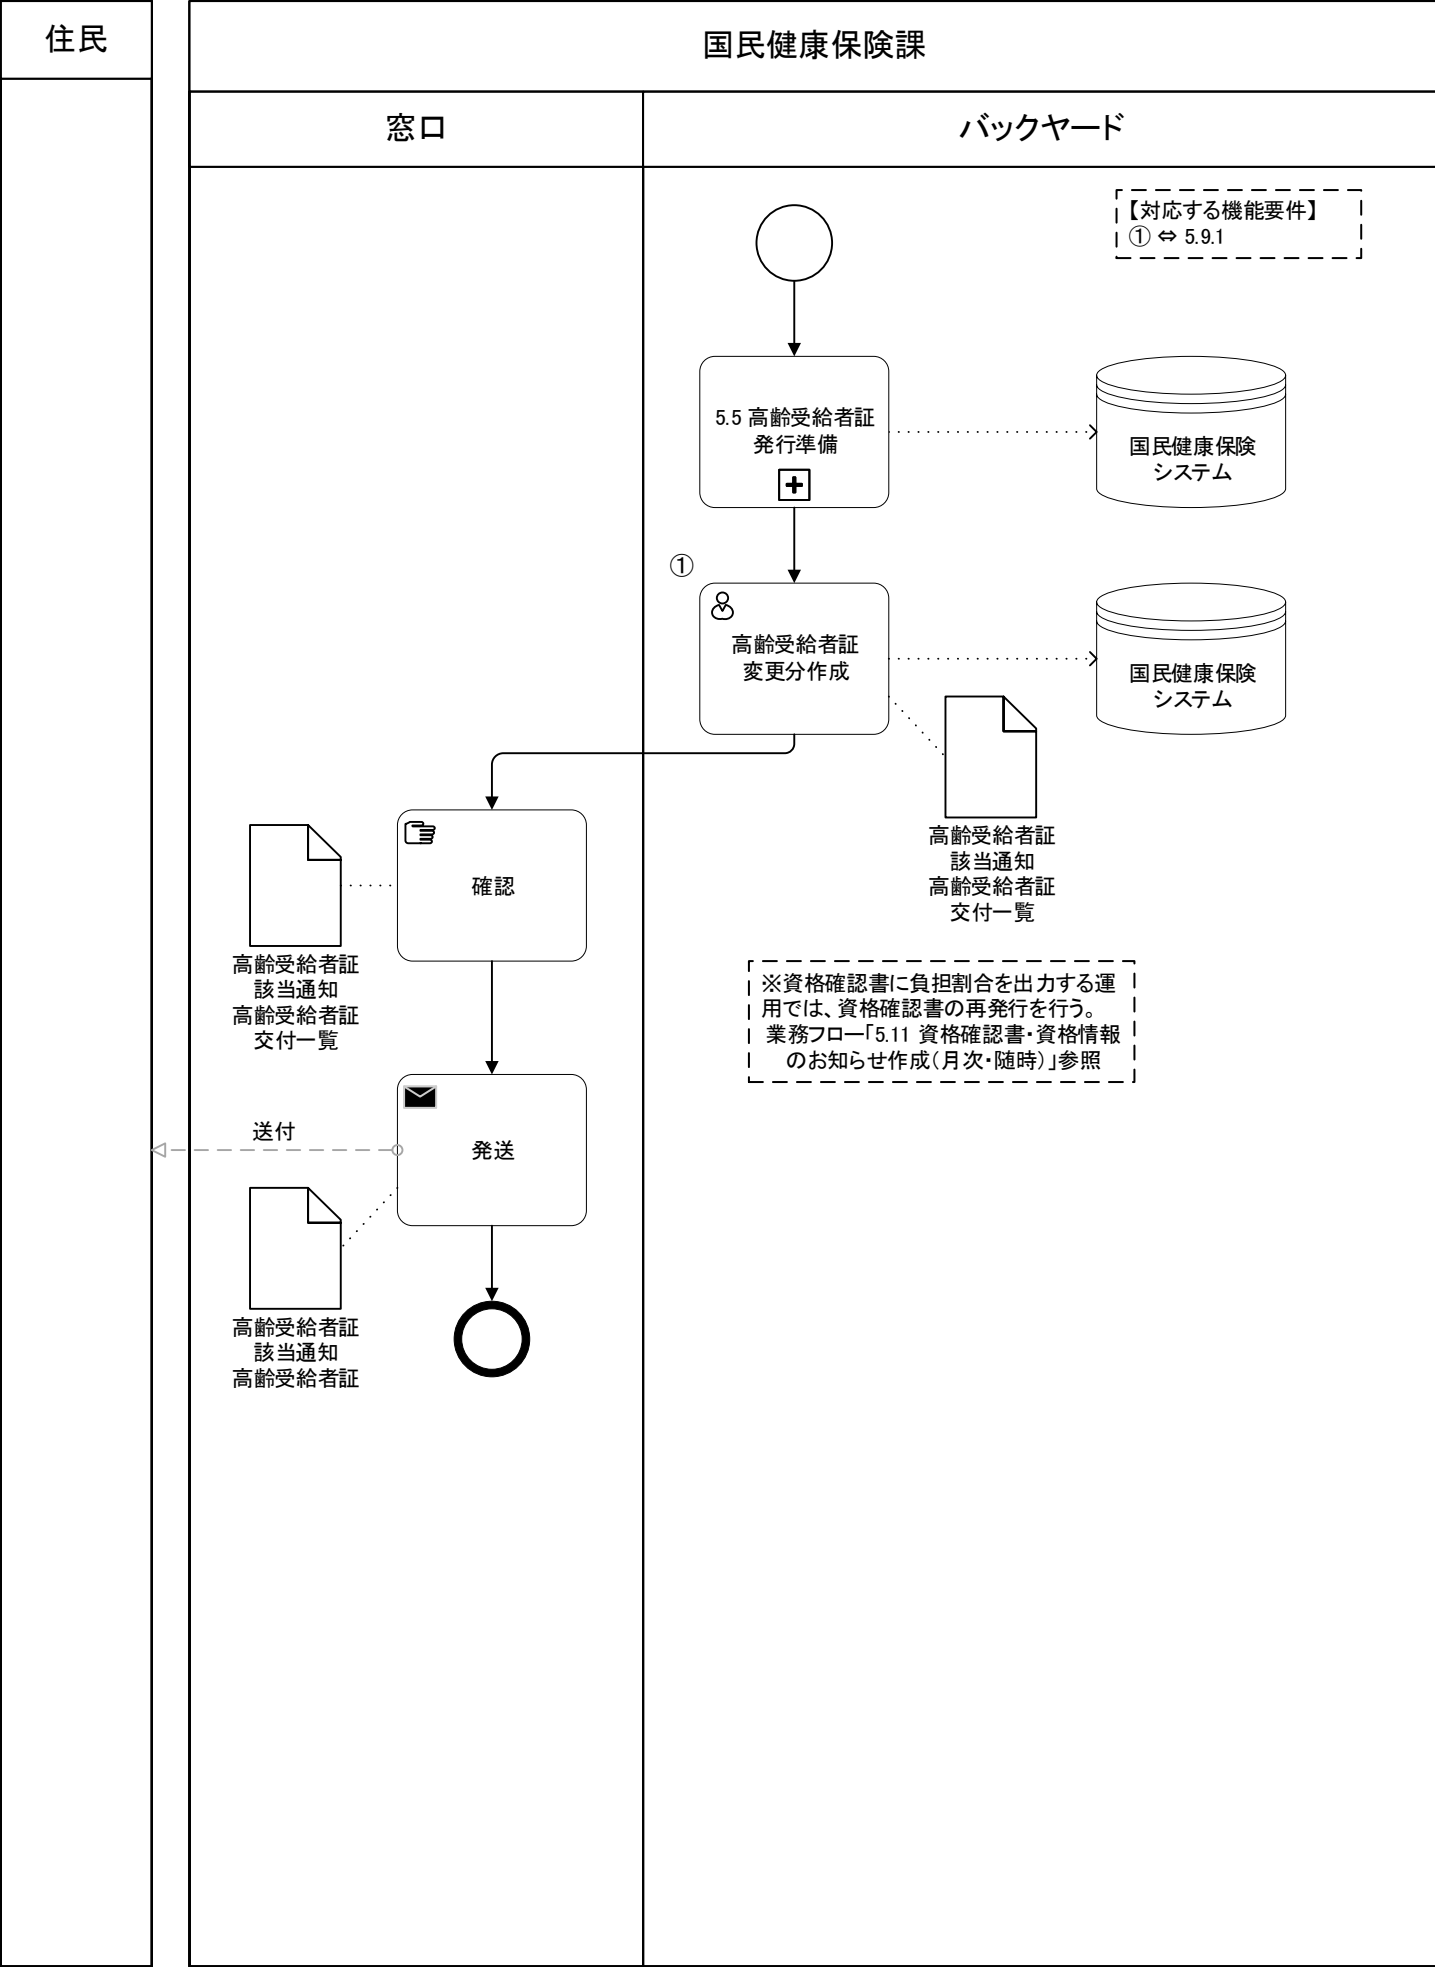 住民
国民健康保険課
窓口
バックヤード
【対応する機能要件】
① ⇔ 5.9.1
5.5 高齢受給者証
発行準備
国民健康保険
システム
①
高齢受給者証
変更分作成
国民健康保険
システム
高齢受給者証
該当通知
高齢受給者証
交付一覧
確認
高齢受給者証
該当通知
高齢受給者証
交付一覧
※資格確認書に負担割合を出力する運
用では、資格確認書の再発行を行う。
業務フロー「5.11 資格確認書・資格情報
のお知らせ作成（月次・随時）」参照
送付
発送
高齢受給者証
該当通知
高齢受給者証